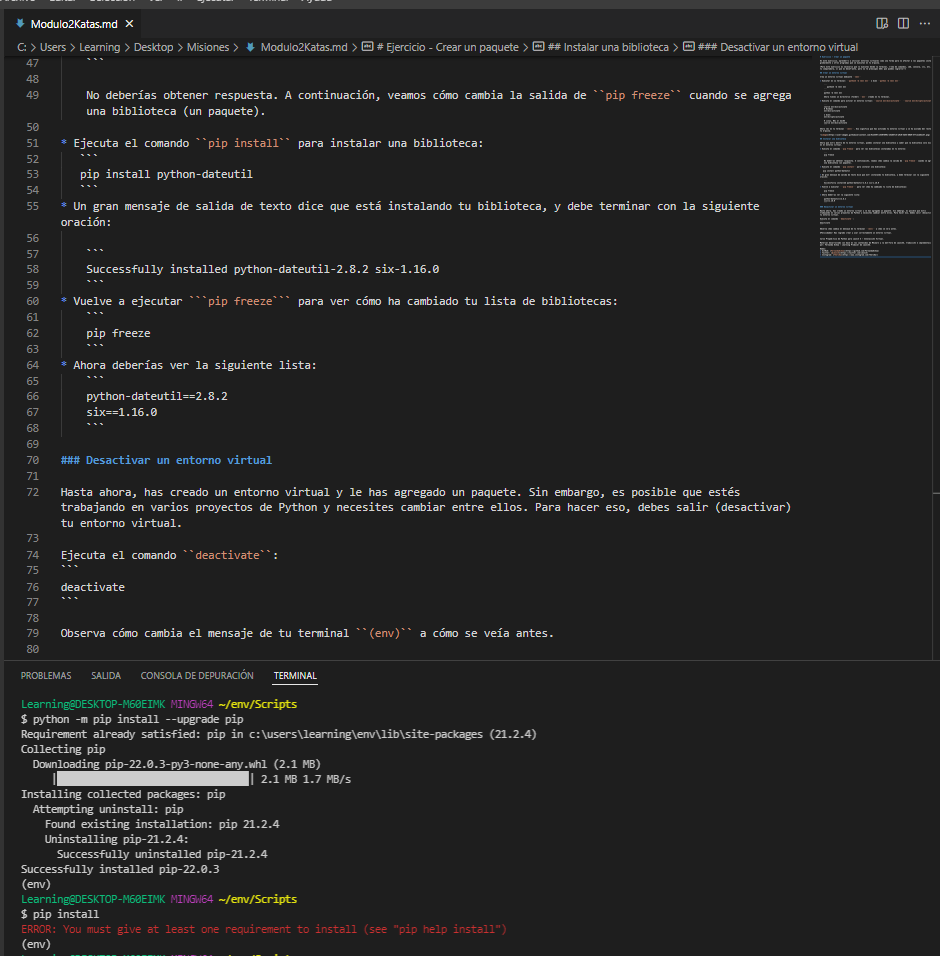 Modulo2Katas.md ×
C: > Users > Learning > Desktop > Misiones > Modulo2Katas.md > # Ejercicio - Crear un paquete > ## Instalar una biblioteca > ### Desactivar un entorno virtual
47 ```
48
49 No deberías obtener respuesta. A continuación, veamos cómo cambia la salida de ``pip freeze`` cuando se agrega
una biblioteca (un paquete).
50
51 * Ejecuta el comando ``pip install`` para instalar una biblioteca:
52 ```
53 pip install python-dateutil
54 ```
55 * Un gran mensaje de salida de texto dice que está instalando tu biblioteca, y debe terminar con la siguiente
oración:
56
57 ```
58 Successfully installed python-dateutil-2.8.2 six-1.16.0
59 ```
60 * Vuelve a ejecutar ```pip freeze``` para ver cómo ha cambiado tu lista de bibliotecas:
61 ```
62 pip freeze
63 ```
64 * Ahora deberías ver la siguiente lista:
65 ```
66 python-dateutil==2.8.2
67 six==1.16.0
68 ```
69
70 ### Desactivar un entorno virtual
71
72 Hasta ahora, has creado un entorno virtual y le has agregado un paquete. Sin embargo, es posible que estés
trabajando en varios proyectos de Python y necesites cambiar entre ellos. Para hacer eso, debes salir (desactivar)
tu entorno virtual.
73
74 Ejecuta el comando ``deactivate``:
75 ```
76 deactivate
77 ```
78
79 Observa cómo cambia el mensaje de tu terminal ``(env)`` a cómo se veía antes.
80
PROBLEMAS SALIDA CONSOLA DE DEPURACIÓN TERMINAL
Learning@DESKTOP-M60EIMK MINGW64 ~/env/Scripts
$ python -m pip install --upgrade pip
Requirement already satisfied: pip in c:\users\learning\env\lib\site-packages (21.2.4)
Collecting pip
Downloading pip-22.0.3-py3-none-any.whl (2.1 MB)
| | 2.1 MB 1.7 MB/s
Installing collected packages: pip
Attempting uninstall: pip
Found existing installation: pip 21.2.4
Uninstalling pip-21.2.4:
Successfully uninstalled pip-21.2.4
Successfully installed pip-22.0.3
(env)
Learning@DESKTOP-M60EIMK MINGW64 ~/env/Scripts
$ pip install
ERROR: You must give at least one requirement to install (see "pip help install")
(env)